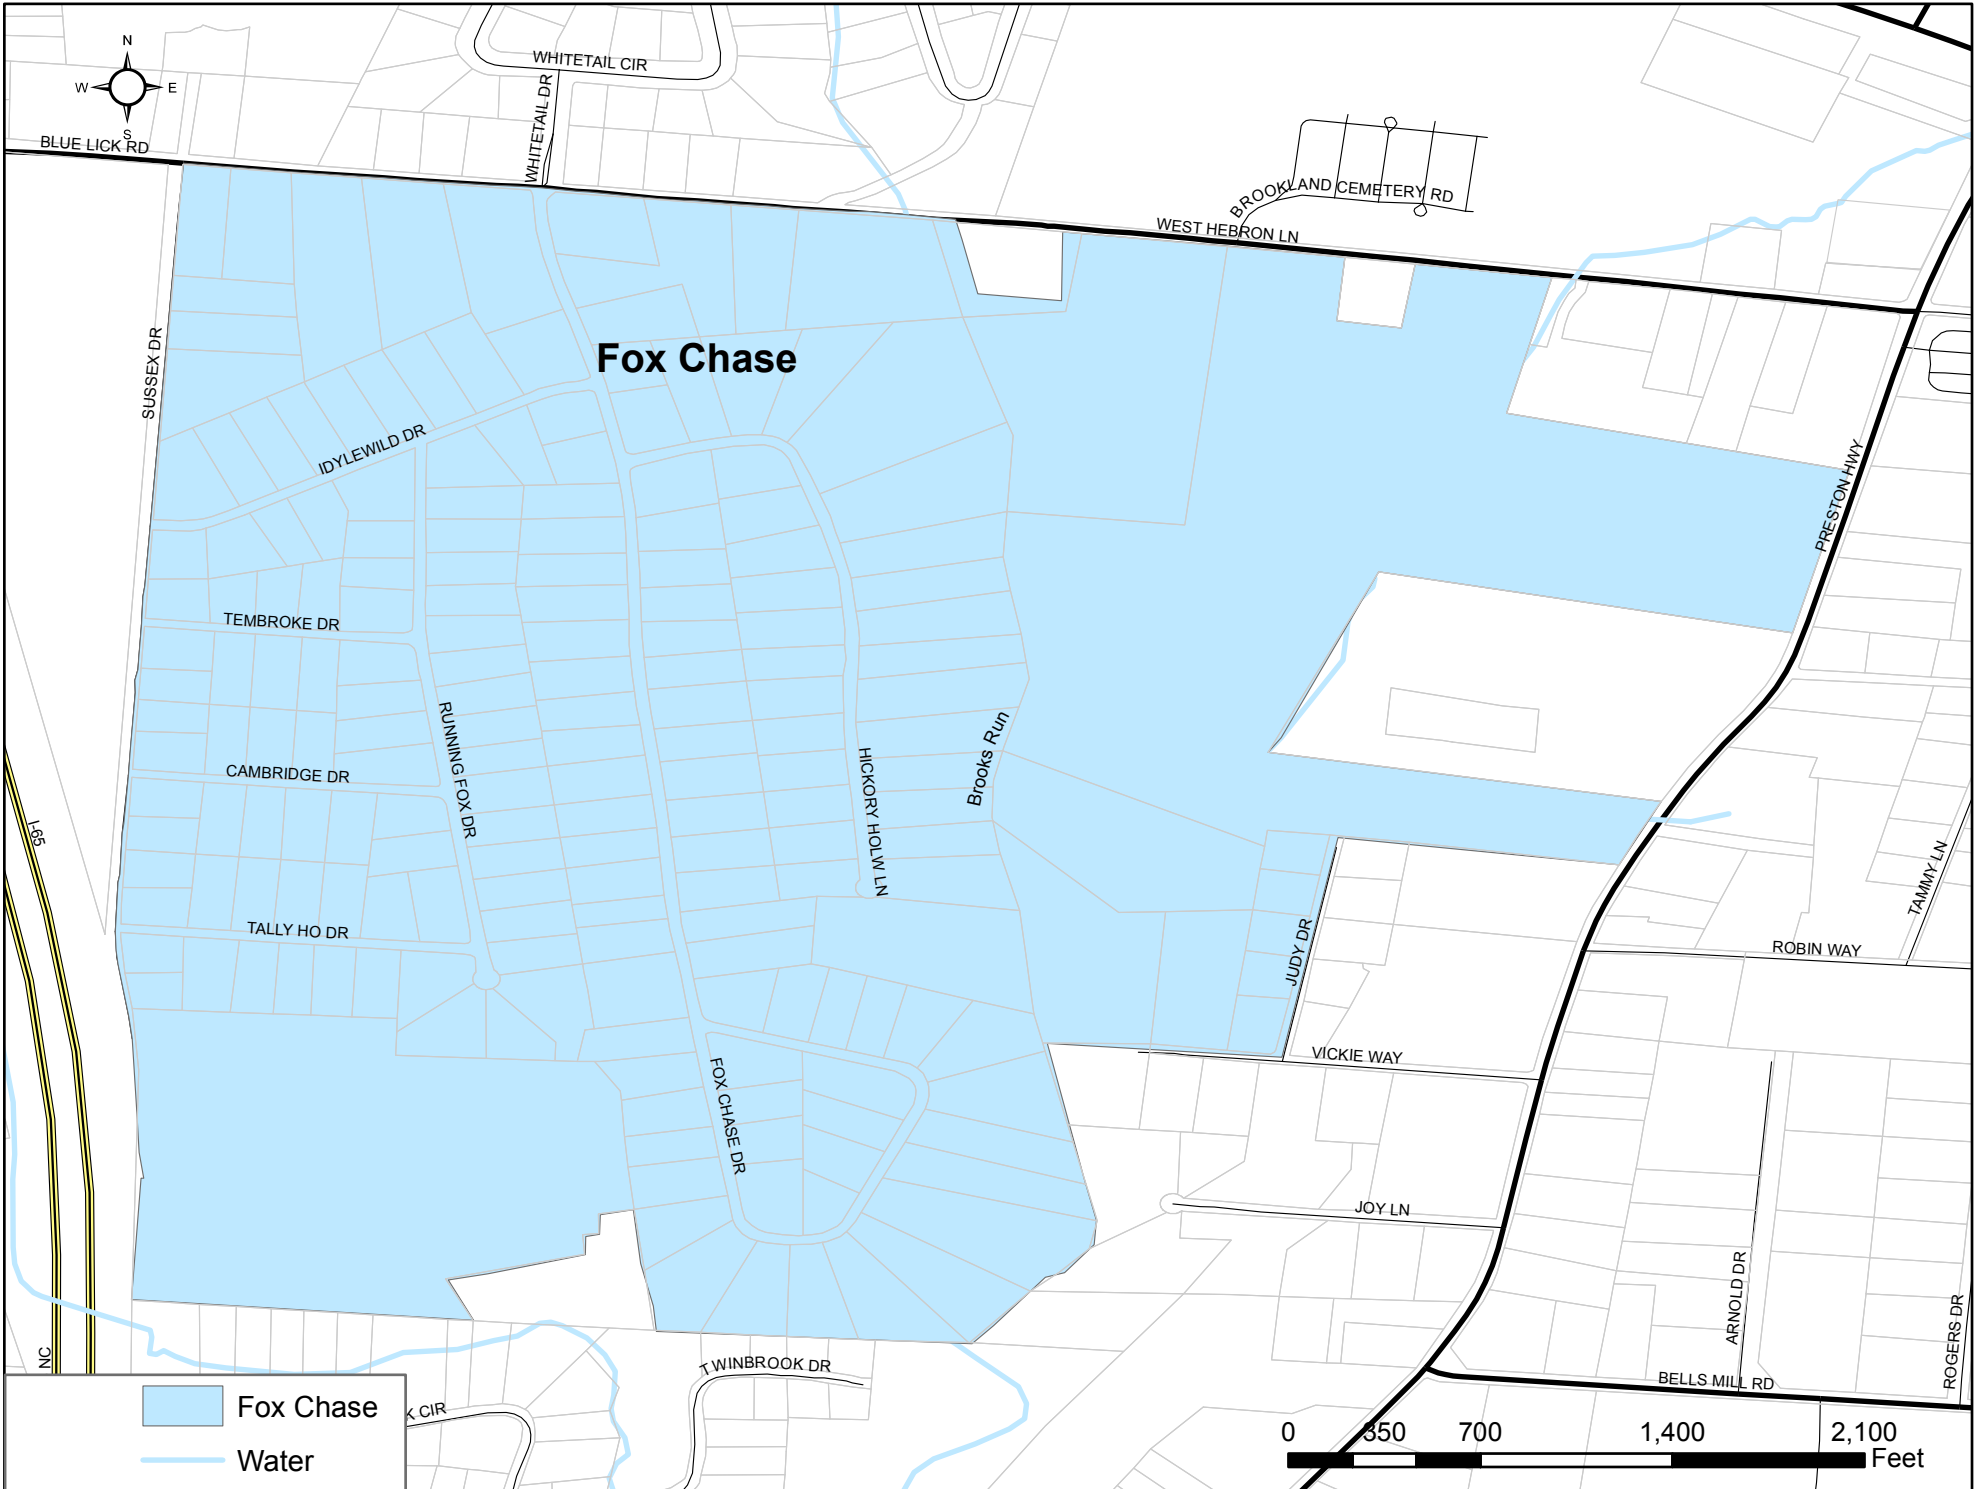 N
W
E
S
BLUE LICK RD
WHITETAIL CIR
WHITETAIL DR
BROOKLAND CEMETERY RD
WEST HEBRON LN
Fox Chase
SUSSEX DR
IDYLEWILD DR
PRESTON HWY
TEMBROKE DR
RUNNING FOX DR
CAMBRIDGE DR
HICKORY HOLW LN
Brooks Run
I-65
TALLY HO DR
JUDY DR
TAMMY LN
ROBIN WAY
VICKIE WAY
FOX CHASE DR
JOY LN
ARNOLD DR
ROGERS DR
NC
TWINBROOK DR
BELLS MILL RD
K CIR
Fox Chase
Water
0 350 700 1,400 2,100
Feet